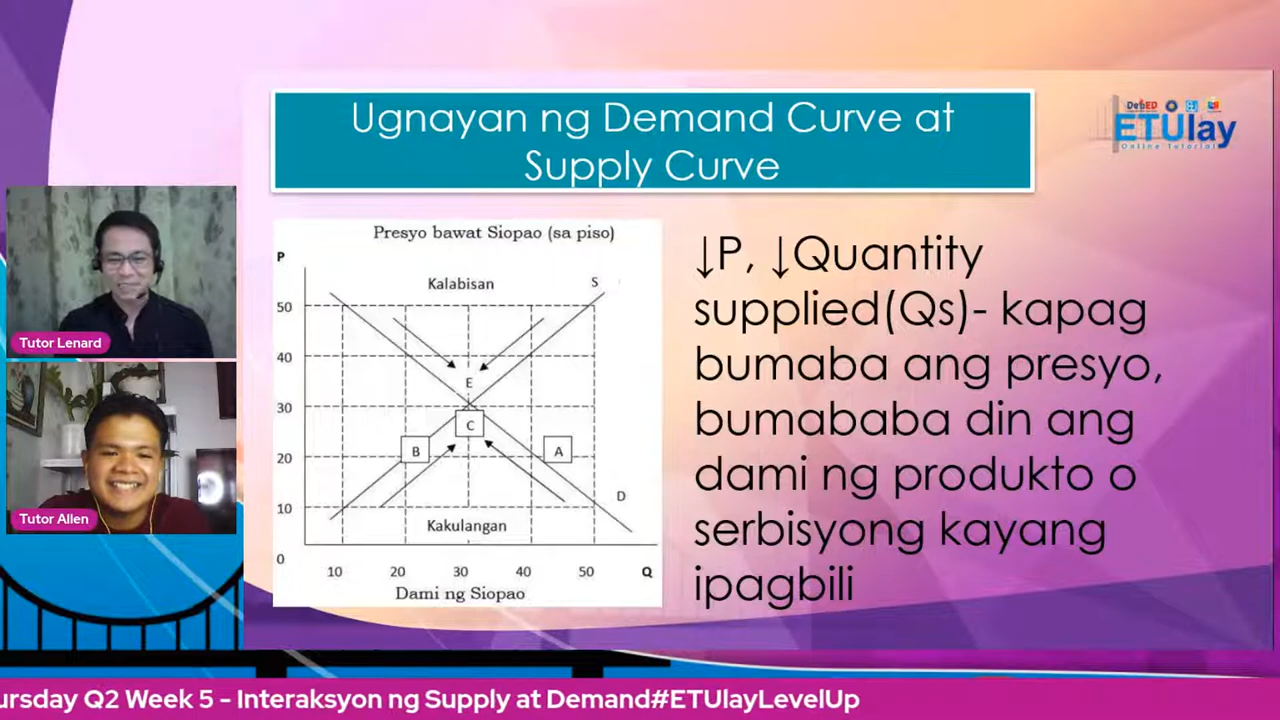 Ugnayan ng Demand Curve at
Supply Curve
DepED
ETUlay
Online Tutorial
Tutor Lenard
Tutor Allen
Presyo bawat Siopao (sa piso)
P
Kalabisan
S
50
40
E
30
C
B
A
20
D
10
Kakulangan
0
10 20 30 40 50 Q
Dami ng Siopao
↓P, ↓Quantity
supplied(Qs)- kapag
bumaba ang presyo,
bumababa din ang
dami ng produkto o
serbisyong kayang
ipagbili
ursday Q2 Week 5 - Interaksyon ng Supply at Demand#ETUlayLevelUp